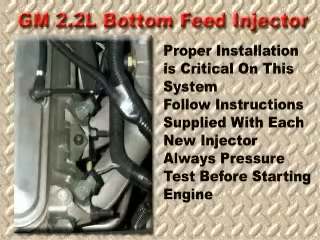 GM 2.2L Bottom Feed Injector
Proper Installation
is Critical On This
System
Follow Instructions
Supplied With Each
New Injector
Always Pressure
Test Before Starting
Engine